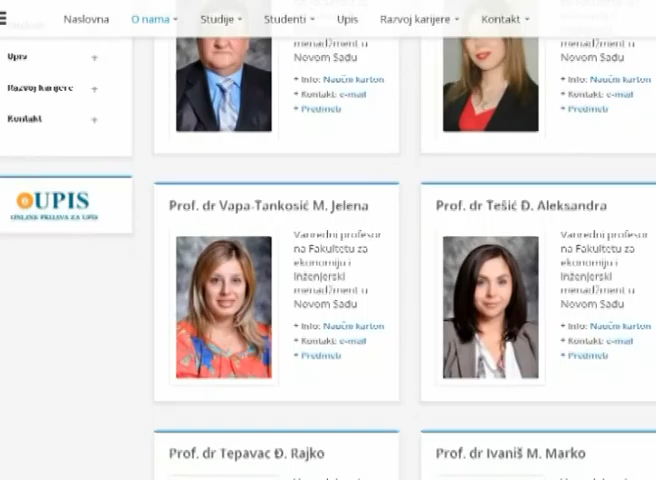 Naslovna
O nama
Studije
Studenti
Upis
Razvoj karijere
Kontakt
Upis +
Razvoj karijere +
Kontakt +
UPIS
ONLINE PRIJAVA ZA UPIS
menadžment u
Novom Sadu
* Info: Naučni karton
* Kontakt: e-mail
* Predmeti
menadžment u
Novom Sadu
* Info: Naučni karton
* Kontakt: e-mail
* Predmeti
Prof. dr Vapa-Tankosić M. Jelena
Vanredni profesor
na Fakultetu za
ekonomiju i
inženjerski
menadžment u
Novom Sadu
* Info: Naučni karton
* Kontakt: e-mail
* Predmeti
Prof. dr Tešić Đ. Aleksandra
Vanredni profesor
na Fakultetu za
ekonomiju i
inženjerski
menadžment u
Novom Sadu
* Info: Naučni karton
* Kontakt: e-mail
* Predmeti
Prof. dr Tepavac Đ. Rajko
Prof. dr Ivaniš M. Marko